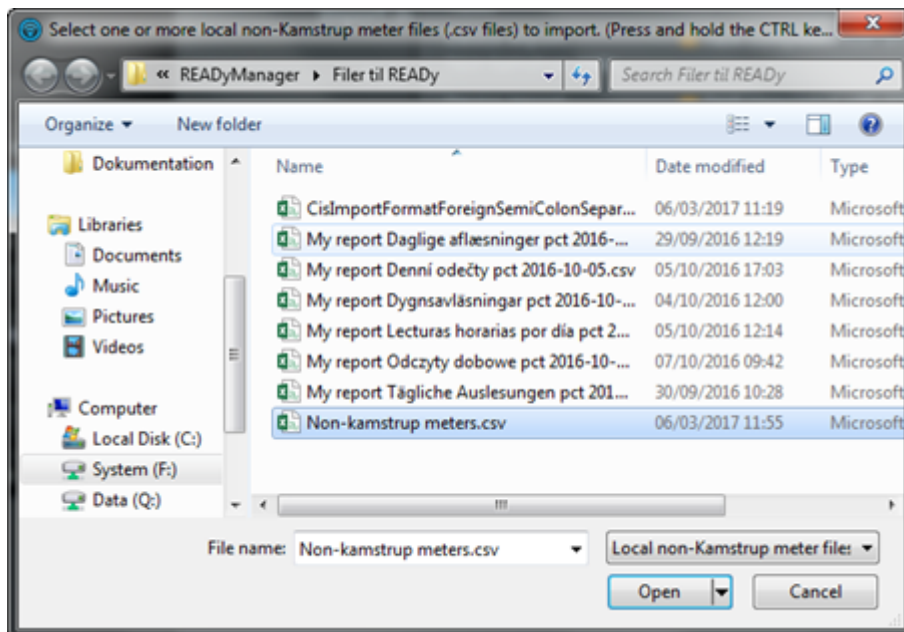 Select one or more local non-Kamstrup meter files (.csv files) to import. (Press and hold the CTRL ke...
« READyManager ▸ Filer til READy
Search Filer til READy
Organize
New folder
Name
Date modified
Type
Dokumentation
Libraries
Documents
Music
Pictures
Videos
Computer
Local Disk (C:)
System (F:)
Data (Q:)
CisImportFormatForeignSemiColonSepar... 06/03/2017 11:19 Microsoft
My report Daglige aflæsninger pct 2016-... 29/09/2016 12:19 Microsoft
My report Denní odečty pct 2016-10-05.csv 05/10/2016 17:03 Microsoft
My report Dygnsavläsningar pct 2016-10-... 04/10/2016 12:00 Microsoft
My report Lecturas horarias por día pct 2... 05/10/2016 12:14 Microsoft
My report Odczyty dobowe pct 2016-10-... 07/10/2016 09:42 Microsoft
My report Tägliche Auslesungen pct 201... 30/09/2016 10:28 Microsoft
Non-kamstrup meters.csv 06/03/2017 11:55 Microsoft
File name: Non-kamstrup meters.csv
Local non-Kamstrup meter files
Open
Cancel